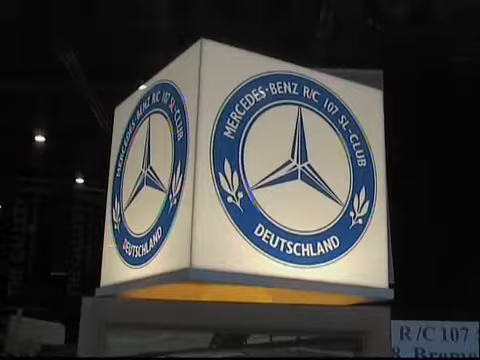 MERCEDES-BENZ R/C 107 SL-CLUB
DEUTSCHLAND
MERCEDES-BENZ R/C 107 SL-CLUB
DEUTSCHLAND
R/C 107